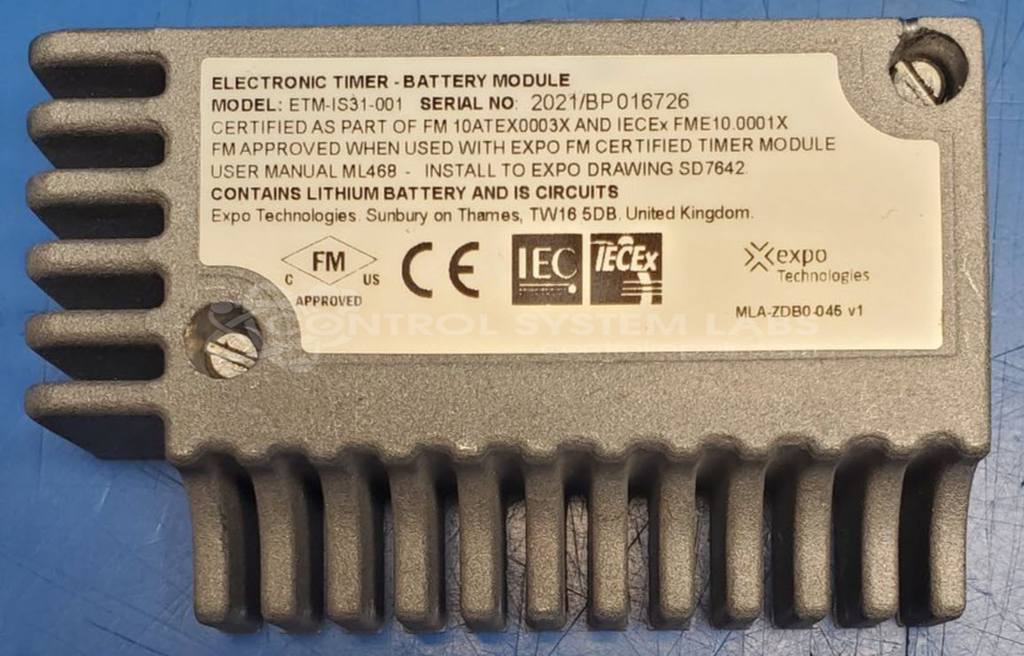 ELECTRONIC TIMER - BATTERY MODULE
MODEL: ETM-IS31-001 SERIAL NO: 2021/BP016726
CERTIFIED AS PART OF FM 10ATEX0003X AND IECEx FME10.0001X
FM APPROVED WHEN USED WITH EXPO FM CERTIFIED TIMER MODULE
USER MANUAL ML468 - INSTALL TO EXPO DRAWING SD7642.
CONTAINS LITHIUM BATTERY AND IS CIRCUITS
Expo Technologies. Sunbury on Thames, TW16 5DB. United Kingdom.
C FM US
APPROVED
CE
IEC
IECEx
expo
Technologies
MLA-ZDB0-045 v1
CONTROL SYSTEM LABS